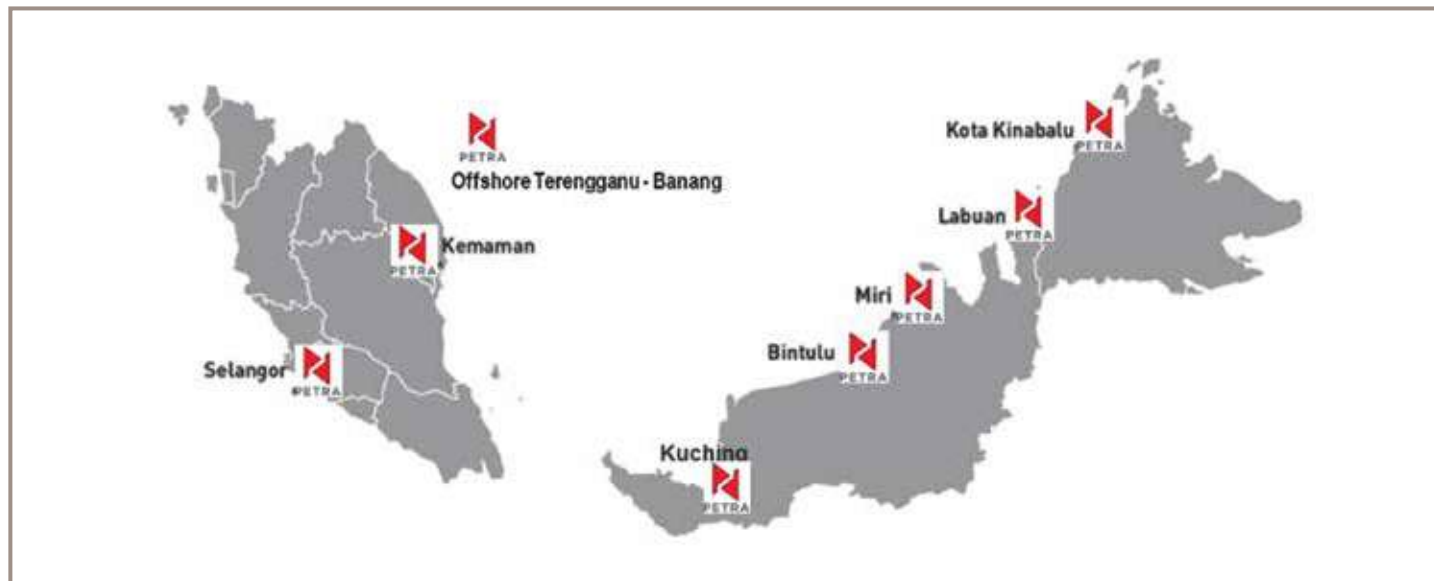 PETRA
Offshore Terengganu - Banang
PETRA
Kemaman
Selangor
PETRA
Kota Kinabalu
PETRA
Labuan
PETRA
Miri
PETRA
Bintulu
PETRA
Kuching
PETRA